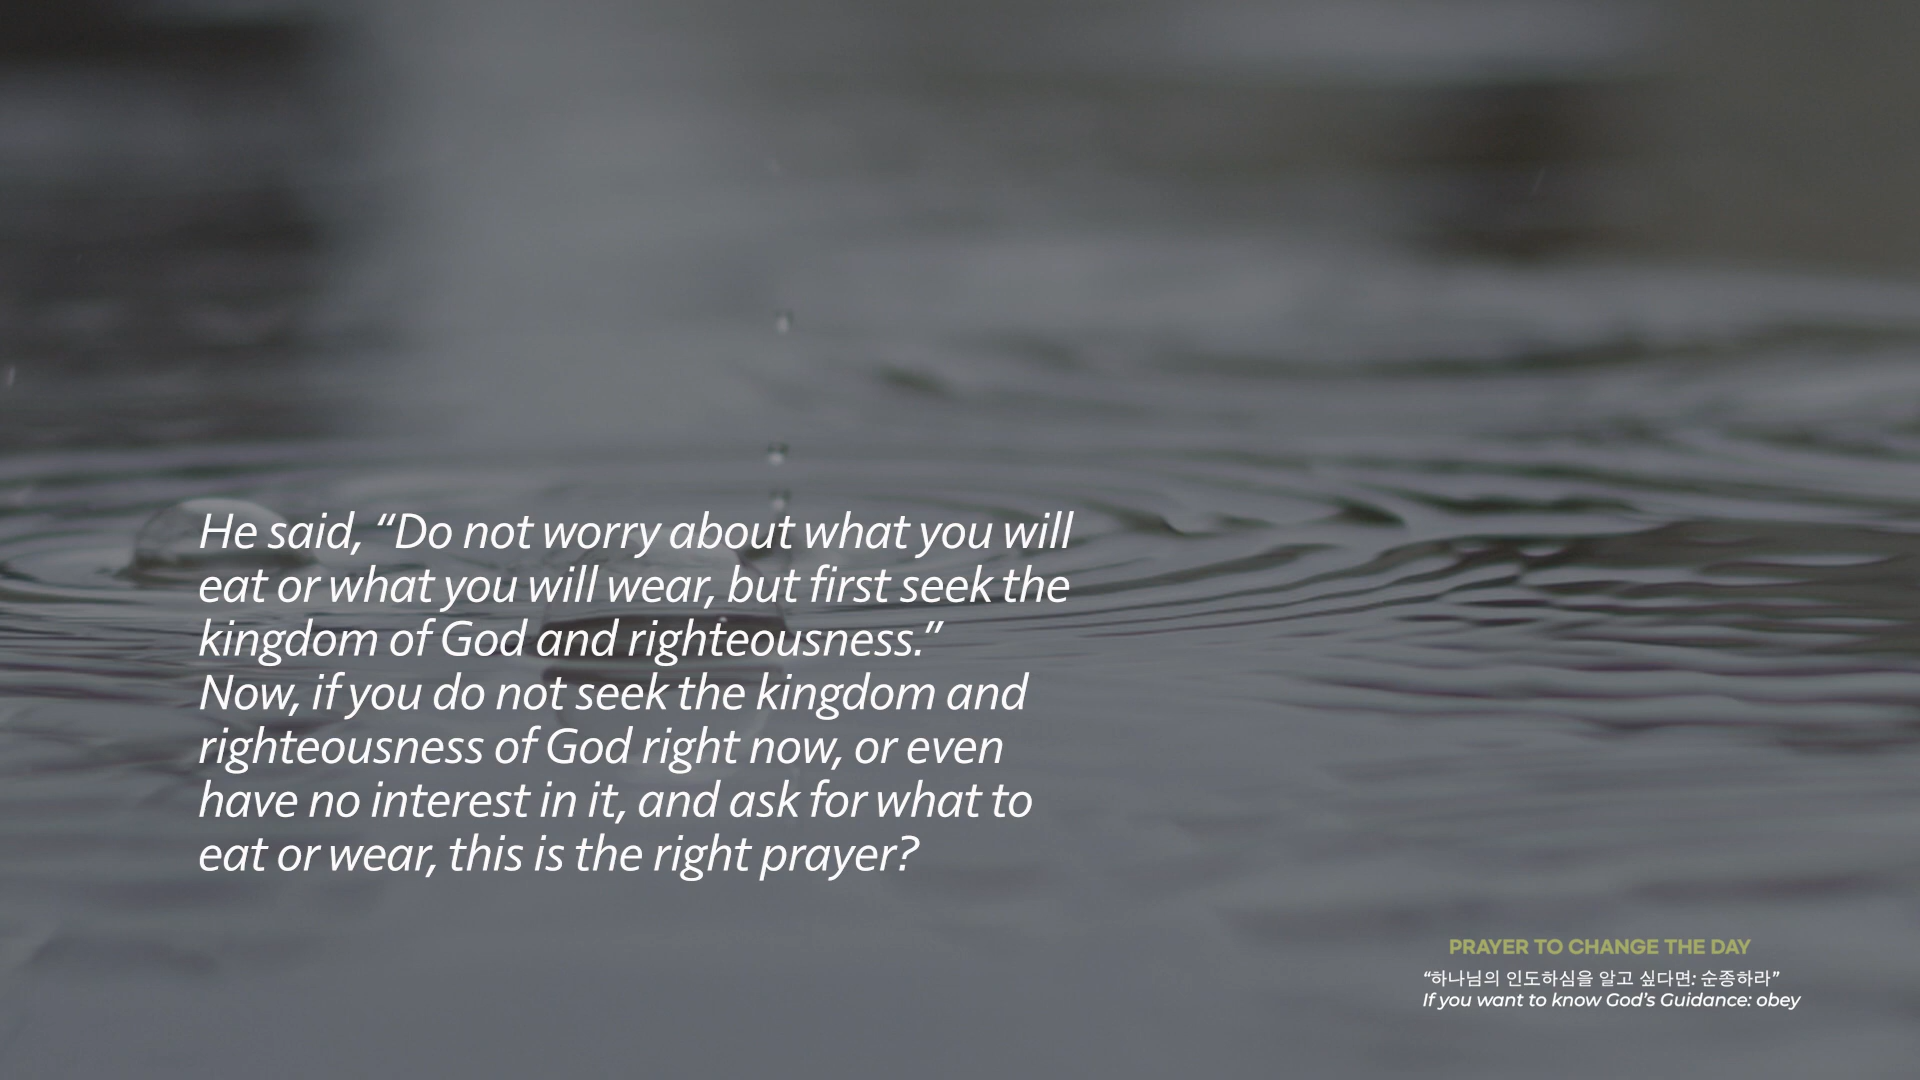 He said, “Do not worry about what you will
eat or what you will wear, but first seek the
kingdom of God and righteousness.”
Now, if you do not seek the kingdom and
righteousness of God right now, or even
have no interest in it, and ask for what to
eat or wear, this is the right prayer?
PRAYER TO CHANGE THE DAY
“하나님의 인도하심을 알고 싶다면: 순종하라”
If you want to know God’s Guidance: obey